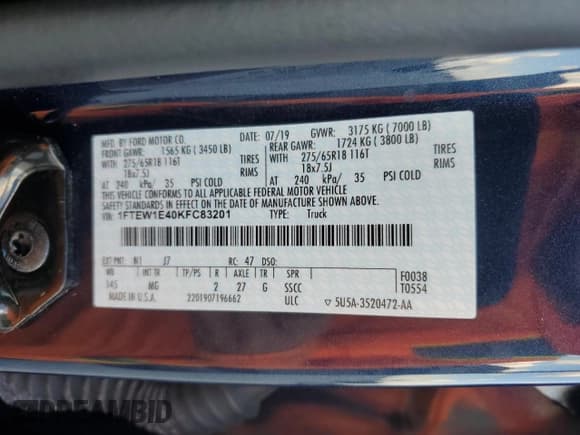 MFD. BY FORD MOTOR CO. 07/19 GVWR: 3175 KG ( 7000 LB)
FRONT GAWR: 1565 KG ( 3450 LB) REAR GAWR: 1724 KG ( 3800 LB)
WITH 275/65R18 116T TIRES WITH 275/65R18 116T TIRES
18x7.5J RIMS 18x7.5J RIMS
AT 240 kPa/ 35 PSI COLD AT 240 kPa/ 35 PSI COLD
THIS VEHICLE CONFORMS TO ALL APPLICABLE FEDERAL MOTOR VEHICLE
SAFETY STANDARDS IN EFFECT ON THE DATE OF MANUFACTURE SHOWN ABOVE.
VIN: 1FTEW1E40KFC83201 TYPE: Truck
EXT PNT: N1 J7 RC: 47 DSO: F0038
WB INT TR TP/PS R AXLE TR SPR T0554
145 MG 2 27 G SSCC
MADE IN U.S.A. 2201907196662 ULC 5U5A-3520472-AA
DREAMBID